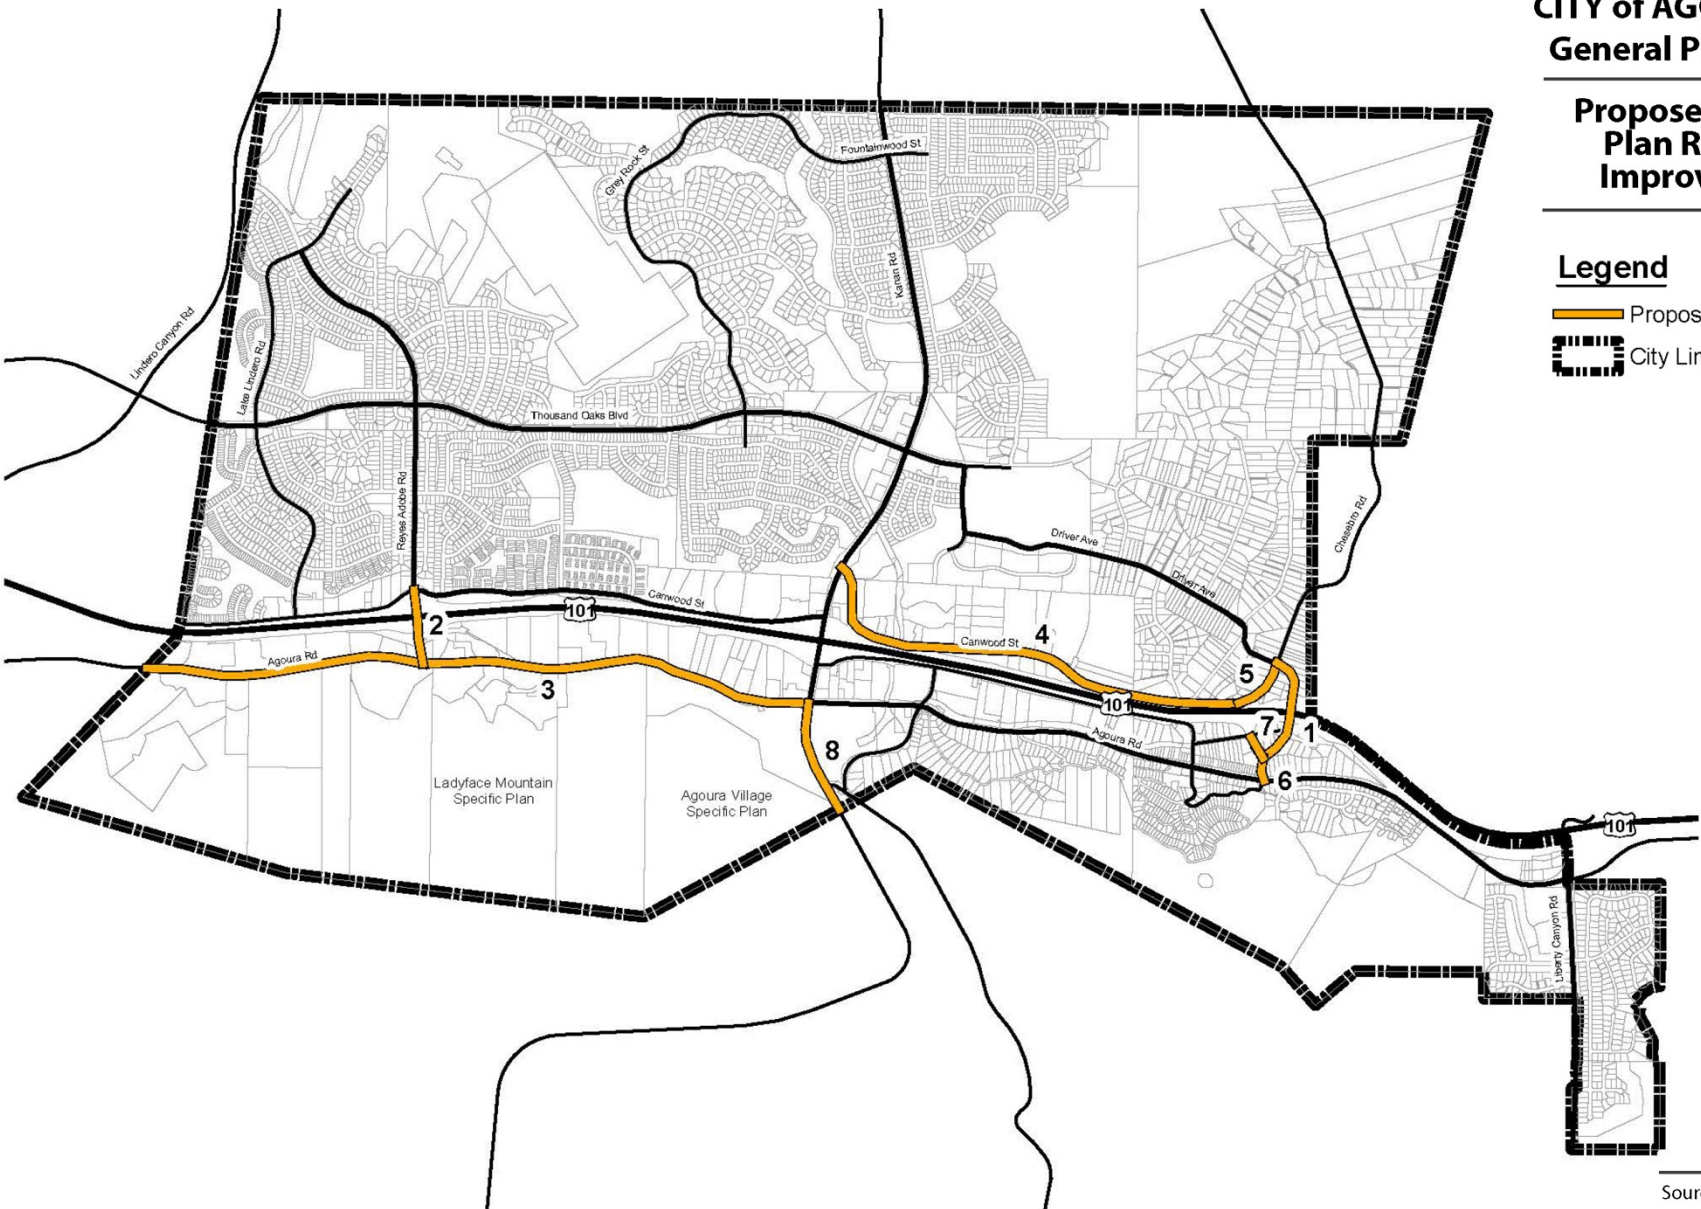 CITY of AGO
General P
Propose
Plan R
Improv
Legend
Propos
City Lin
Fountainwood St
Grey Rock St
Kanan Rd
Lindero Canyon Rd
Lake Lindero Rd
Thousand Oaks Blvd
Reyes Adobe Rd
Chesebro Rd
Driver Ave
Driver Ave
Canwood St
101
2
4
Canwood St
Agoura Rd
5
3
101
7
1
Agoura Rd
8
6
Ladyface Mountain
Specific Plan
Agoura Village
Specific Plan
101
Liberty Canyon Rd
Sour